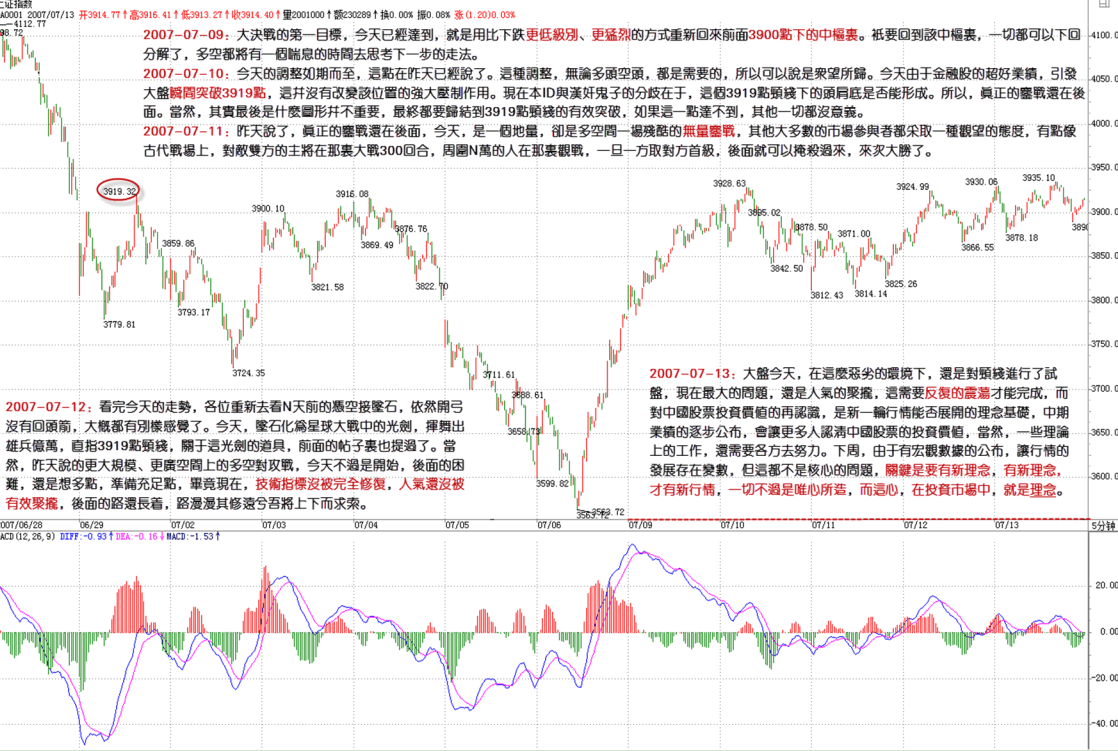 上证指数
A0001 2007/07/13 开3914.77↑高3916.41↑低3913.27↑收3914.40↑量2001000↑额230289↑换0.00% 振0.08% 涨(1.20)0.03%
4112.77
98.72
2007-07-09：大決戰的第一目標，今天已經達到，就是用比下跌更低級別、更猛烈的方式重新回來前面3900點下的中樞裏。衹要回到該中樞裏，一切都可以下回
分解了，多空都將有一個喘息的時間去思考下一步的走法。
2007-07-10：今天的調整如期而至，這點在昨天已經說了。這種調整，無論多頭空頭，都是需要的，所以可以說是衆望所歸。今天由于金融股的超好業績，引發
大盤瞬間突破3919點，這幷沒有改變該位置的強大壓制作用。現在本ID與漢奸鬼子的分歧在于，這個3919點頸綫下的頭肩底是否能形成。所以，眞正的鏖戰還在後
面。當然，其實最後是什麼圖形幷不重要，最終都要歸結到3919點頸綫的有效突破，如果這一點達不到，其他一切都沒意義。
2007-07-11：昨天說了，眞正的鏖戰還在後面，今天，是一個地量，卻是多空間一場殘酷的無量鏖戰，其他大多數的市場參與者都采取一種觀望的態度，有點像
古代戰場上，對敵雙方的主將在那裏大戰300回合，周圍N萬的人在那裏觀戰，一旦一方取對方首級，後面就可以掩殺過來，來次大勝了。
4100.0
4050.0
4000.0
3950.0
3900.0
3850.0
3800.0
3750.0
3700.0
3650.0
3600.0
3550.0
3919.32
3779.81
3859.86
3793.17
3724.35
3900.10
3821.58
3916.08
3869.49
3876.76
3822.70
3711.61
3688.61
3658.73
3599.82
3563.72
3928.63
3895.02
3842.50
3878.50
3812.43
3871.00
3814.14
3825.26
3924.99
3866.55
3930.06
3878.18
3935.10
389
2007-07-12：看完今天的走勢，各位重新去看N天前的憑空接墜石，依然開弓
沒有回頭箭，大概都有別樣感覺了。今天，墜石化爲星球大戰中的光劍，揮舞出
雄兵億萬，直指3919點頸綫，關于這光劍的道具，前面的帖子裏也提過了。當
然，昨天說的更大規模、更廣空間上的多空對攻戰，今天不過是開始，後面的困
難，還是想多點，準備充足點，畢竟現在，技術指標沒被完全修復，人氣還沒被
有效聚攏，後面的路還長着，路漫漫其修遠兮吾將上下而求索。
2007-07-13：大盤今天，在這麼惡劣的環境下，還是對頸綫進行了試
盤，現在最大的問題，還是人氣的聚攏，這需要反復的震蕩才能完成，而
對中國股票投資價值的再認識，是新一輪行情能否展開的理念基礎，中期
業績的逐步公布，會讓更多人認清中國股票的投資價值，當然，一些理論
上的工作，還需要各方去努力。下周，由于有宏觀數據的公布，讓行情的
發展存在變數，但這都不是核心的問題，關鍵是要有新理念，有新理念，
才有新行情，一切不過是唯心所造，而這心，在投資市場中，就是理念。
2007/06/28 06/29 07/02 07/03 07/04 07/05 07/06 07/09 07/10 07/11 07/12 07/13 5分钟
ACD(12,26,9) DIFF:-0.93↑DEA:-0.16↓MACD:-1.53↑
20.00
0.00
-20.00
-40.00